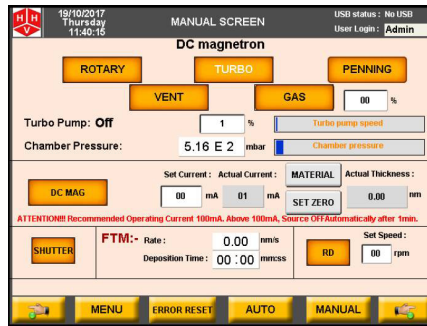 H H V
19/10/2017
Thursday
11:40:15
MANUAL SCREEN
USB status : No USB
User Login : Admin
DC magnetron
ROTARY TURBO PENNING
VENT GAS 00 %
Turbo Pump: Off 1 % Turbo pump speed
Chamber Pressure: 5.16 E 2 mbar Chamber pressure
Set Current : Actual Current : MATERIAL Actual Thickness :
DC MAG 00 mA 01 mA SET ZERO 0.00 nm
ATTENTION!!! Recommended Operating Current 100mA. Above 100mA, Source OFFAutomatically after 1min.
SHUTTER FTM:- Rate : 0.00 nm/s RD Set Speed : 00 rpm
Deposition Time : 00 : 00 mmcss
MENU ERROR RESET AUTO MANUAL